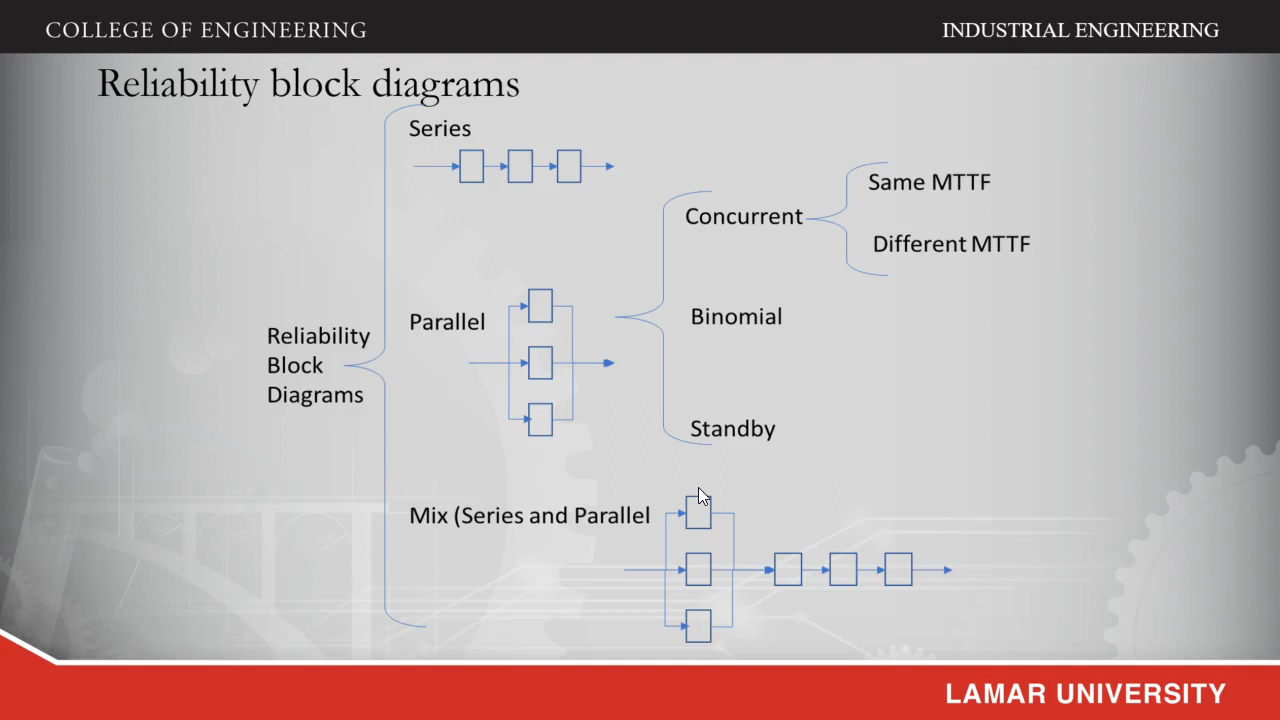 COLLEGE OF ENGINEERING
INDUSTRIAL ENGINEERING
Reliability block diagrams
Series
Same MTTF
Concurrent
Different MTTF
Parallel
Binomial
Reliability
Block
Diagrams
Standby
Mix (Series and Parallel
LAMAR UNIVERSITY